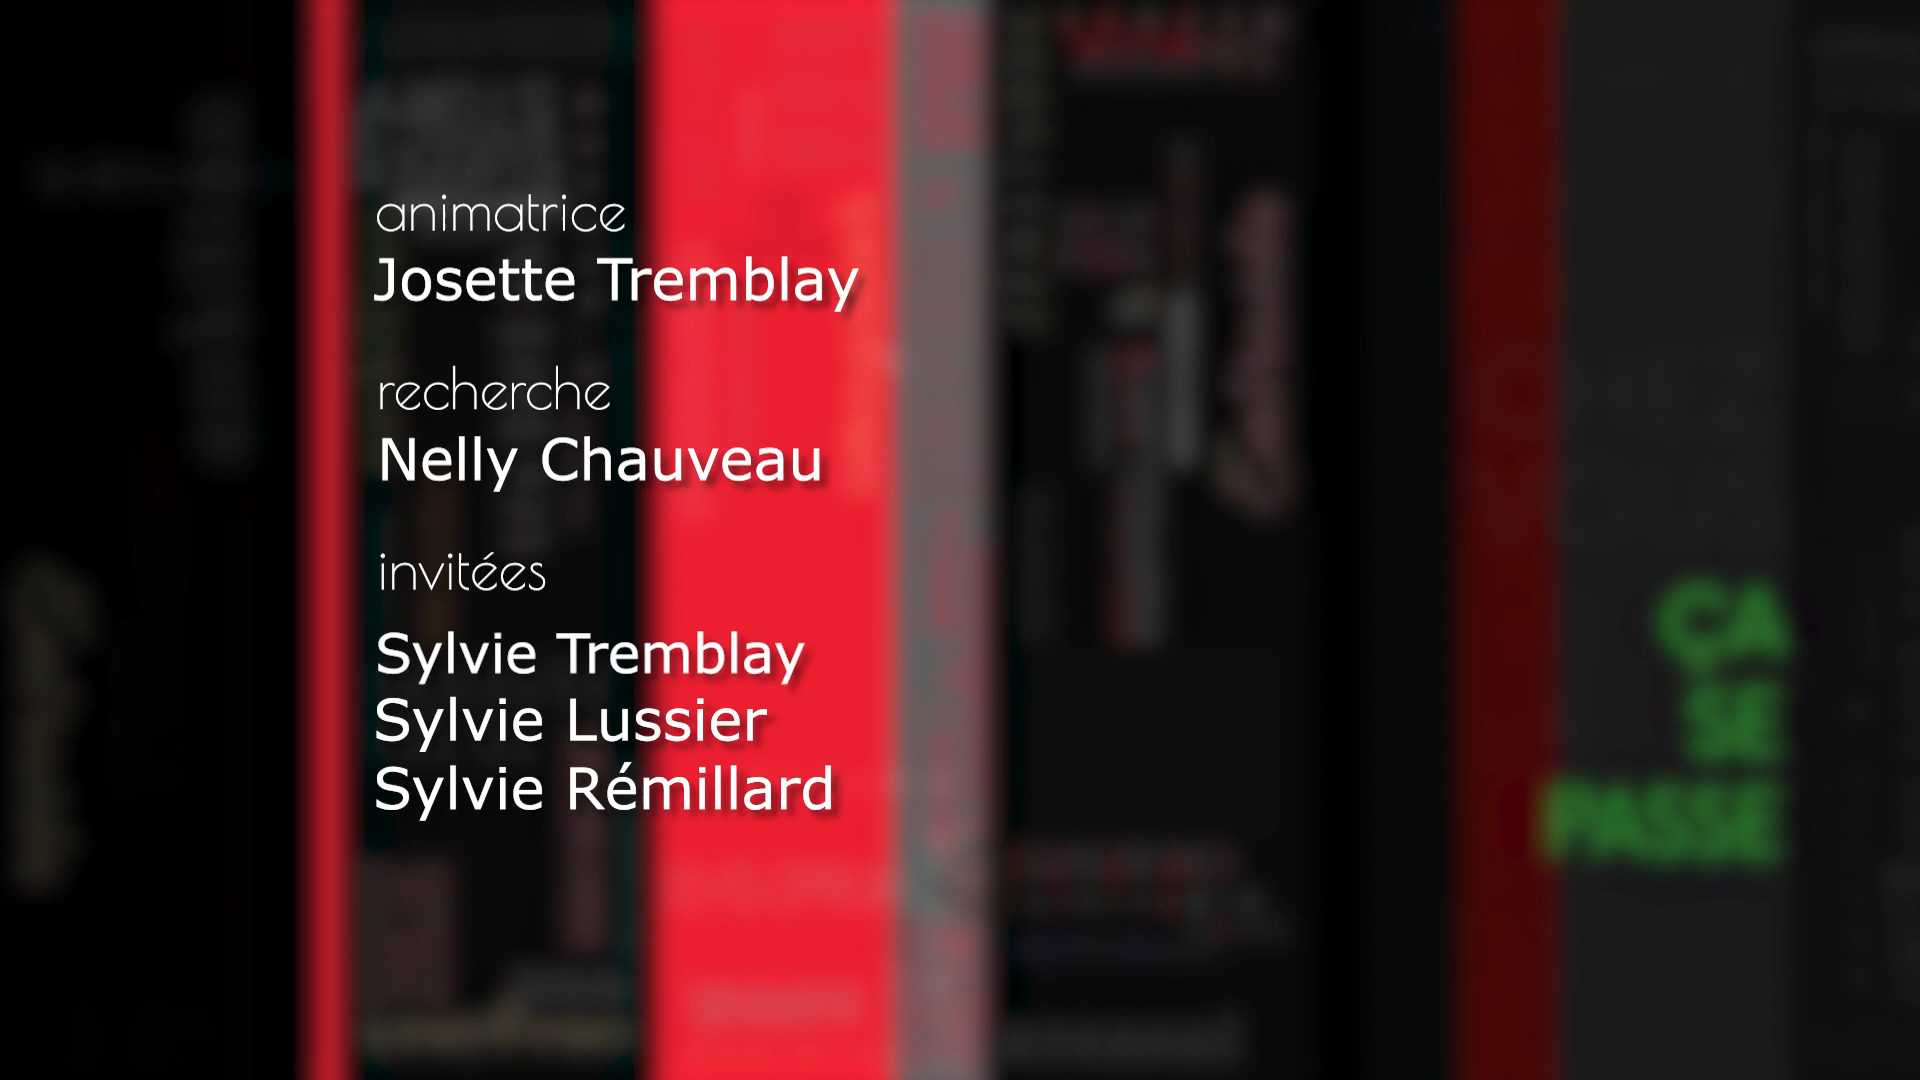 animatrice
Josette Tremblay
recherche
Nelly Chauveau
invitées
Sylvie Tremblay
Sylvie Lussier
Sylvie Rémillard
ÇA
SE
PASSE